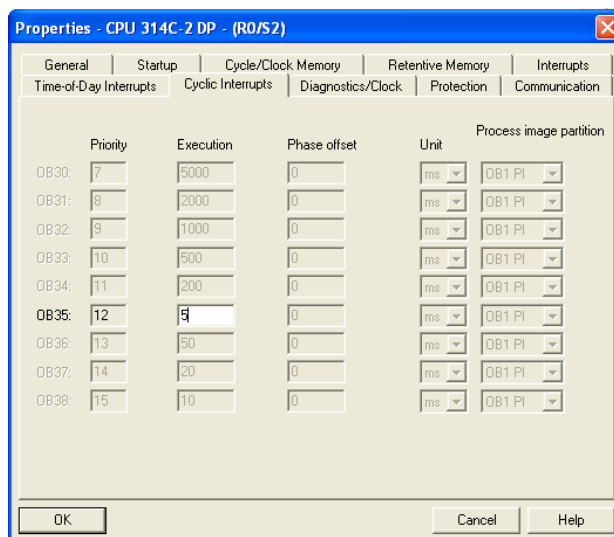 Properties - CPU 314C-2 DP - (R0/S2)
General Startup Cycle/Clock Memory Retentive Memory Interrupts
Time-of-Day Interrupts Cyclic Interrupts Diagnostics/Clock Protection Communication
Process image partition
Priority Execution Phase offset Unit
OB30: 7 5000 0 ms OB1 PI
OB31: 8 2000 0 ms OB1 PI
OB32: 9 1000 0 ms OB1 PI
OB33: 10 500 0 ms OB1 PI
OB34: 11 200 0 ms OB1 PI
OB35: 12 5 0 ms OB1 PI
OB36: 13 50 0 ms OB1 PI
OB37: 14 20 0 ms OB1 PI
OB38: 15 10 0 ms OB1 PI
OK Cancel Help